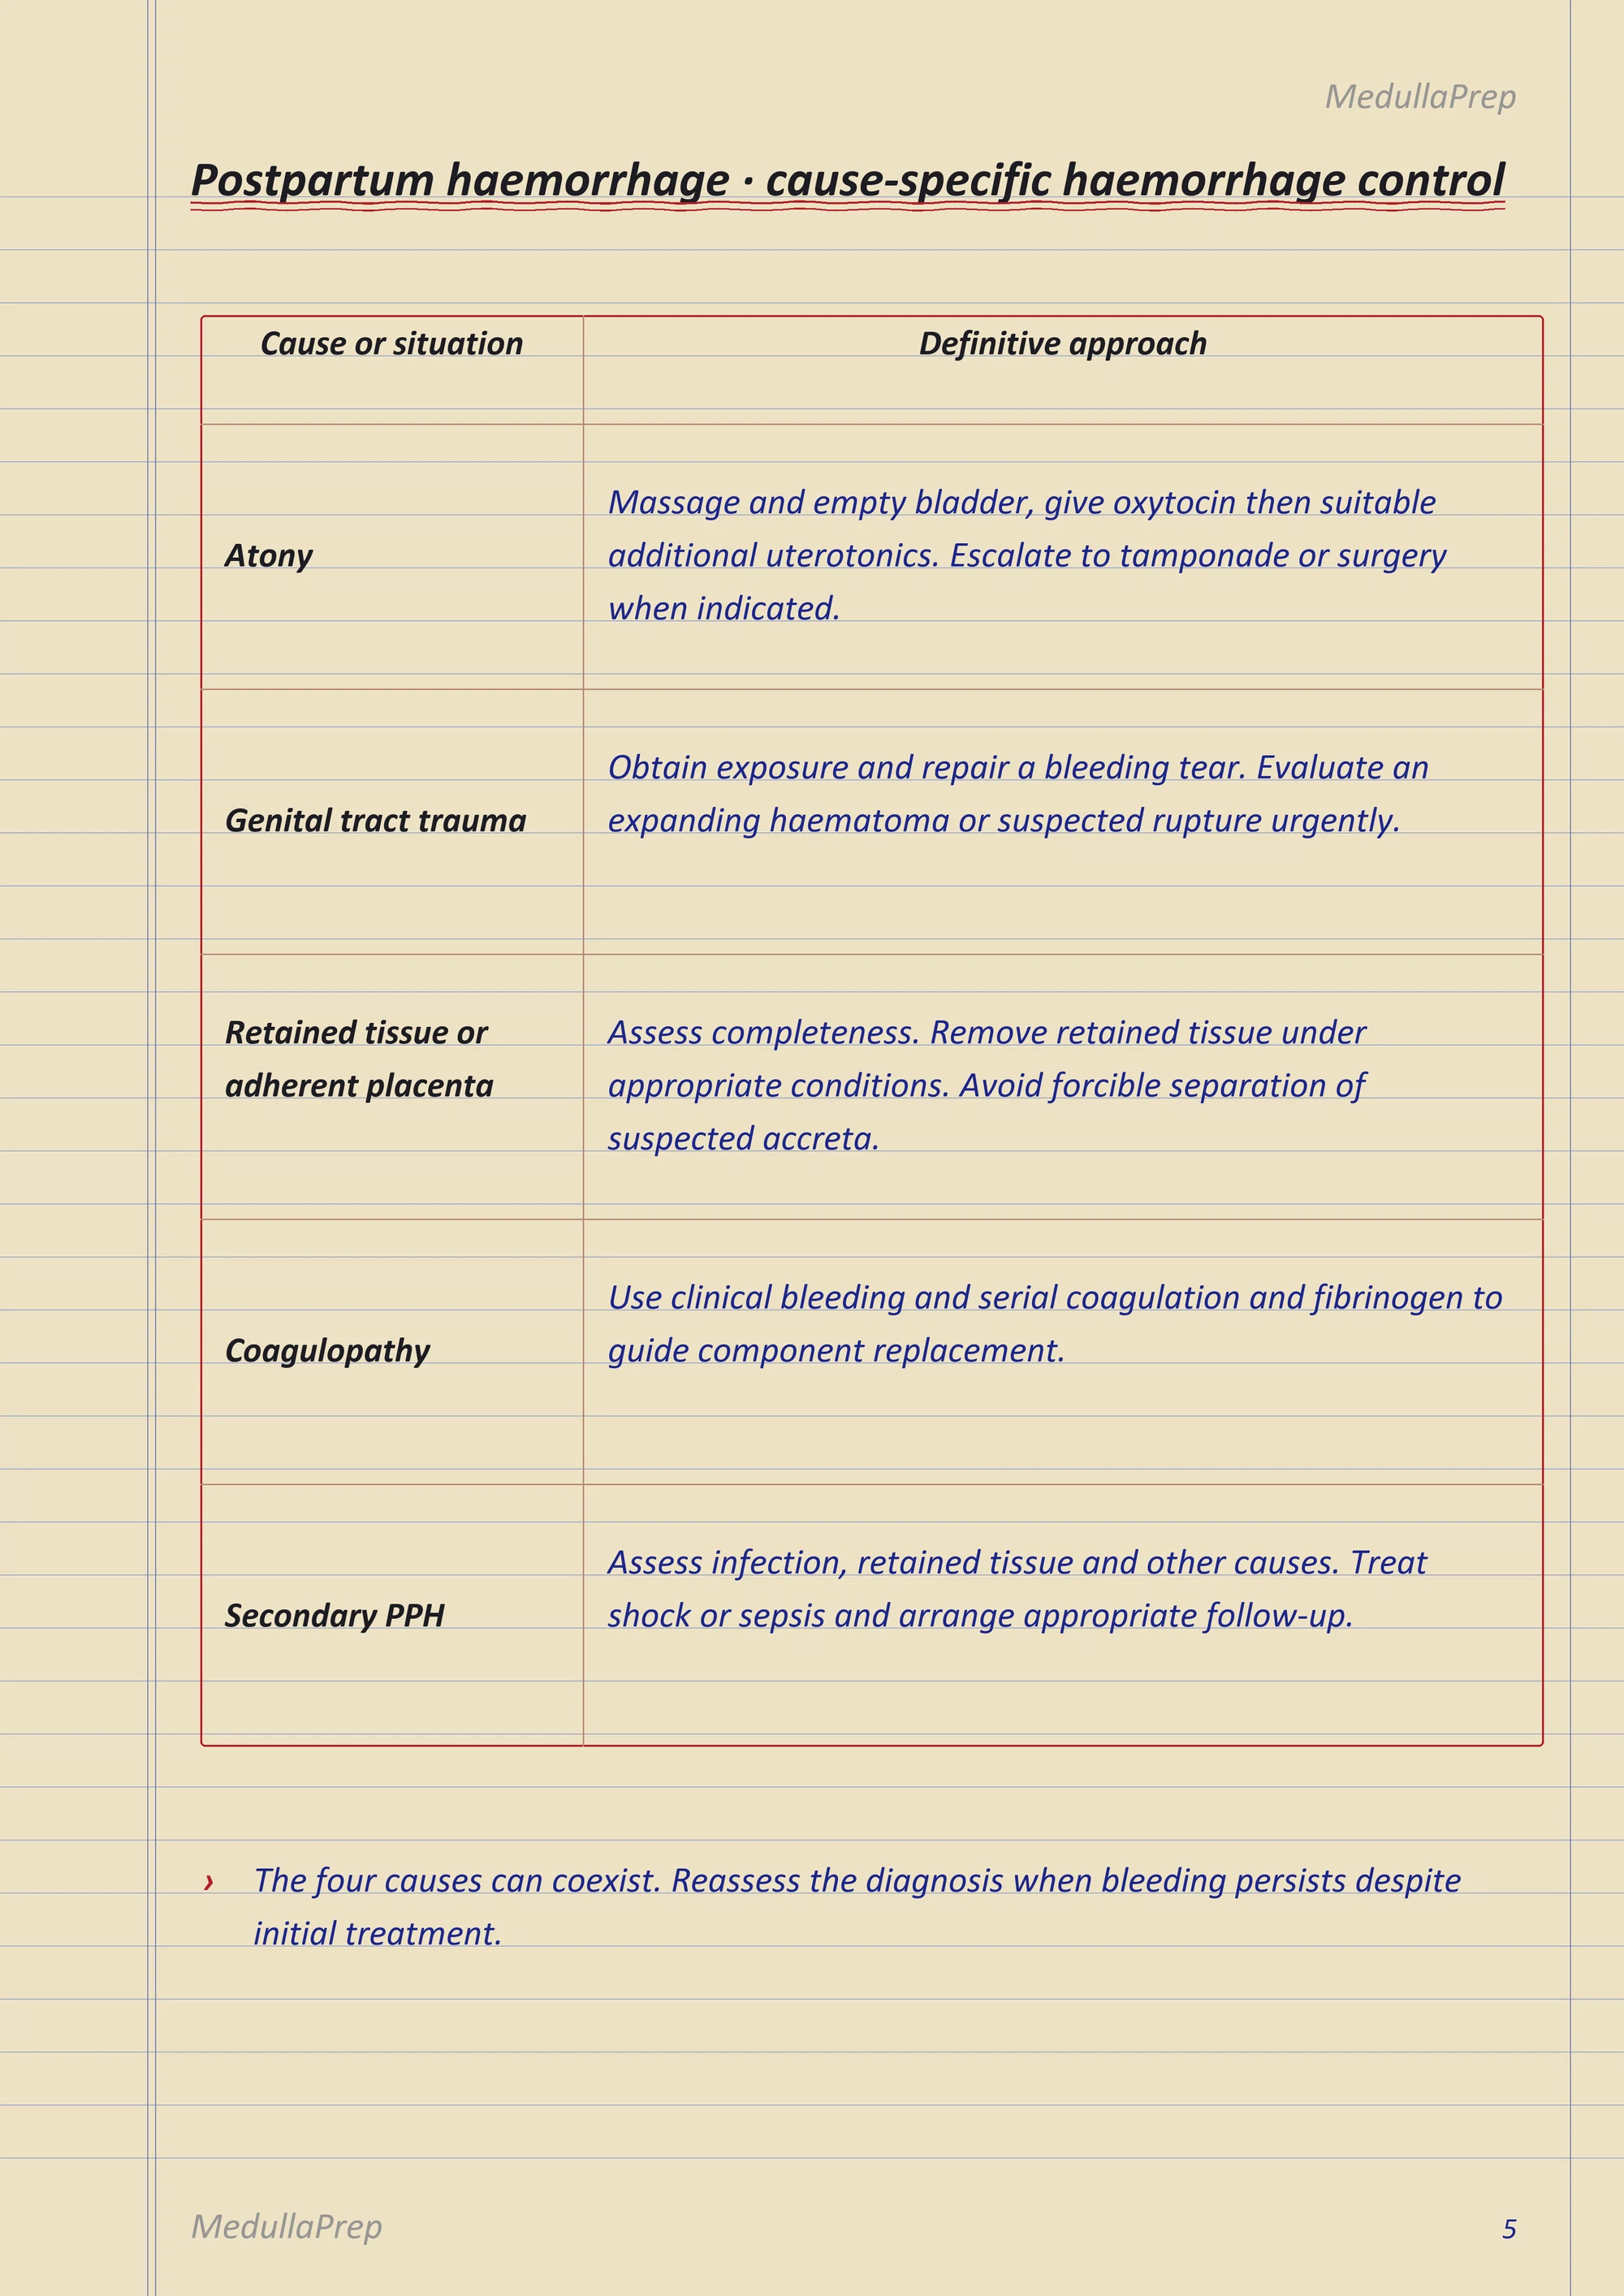 MedullaPrep
Postpartum haemorrhage · cause-specific haemorrhage control
Cause or situation
Definitive approach
Atony
Massage and empty bladder, give oxytocin then suitable
additional uterotonics. Escalate to tamponade or surgery
when indicated.
Genital tract trauma
Obtain exposure and repair a bleeding tear. Evaluate an
expanding haematoma or suspected rupture urgently.
Retained tissue or
adherent placenta
Assess completeness. Remove retained tissue under
appropriate conditions. Avoid forcible separation of
suspected accreta.
Coagulopathy
Use clinical bleeding and serial coagulation and fibrinogen to
guide component replacement.
Secondary PPH
Assess infection, retained tissue and other causes. Treat
shock or sepsis and arrange appropriate follow-up.
› The four causes can coexist. Reassess the diagnosis when bleeding persists despite
initial treatment.
MedullaPrep
5